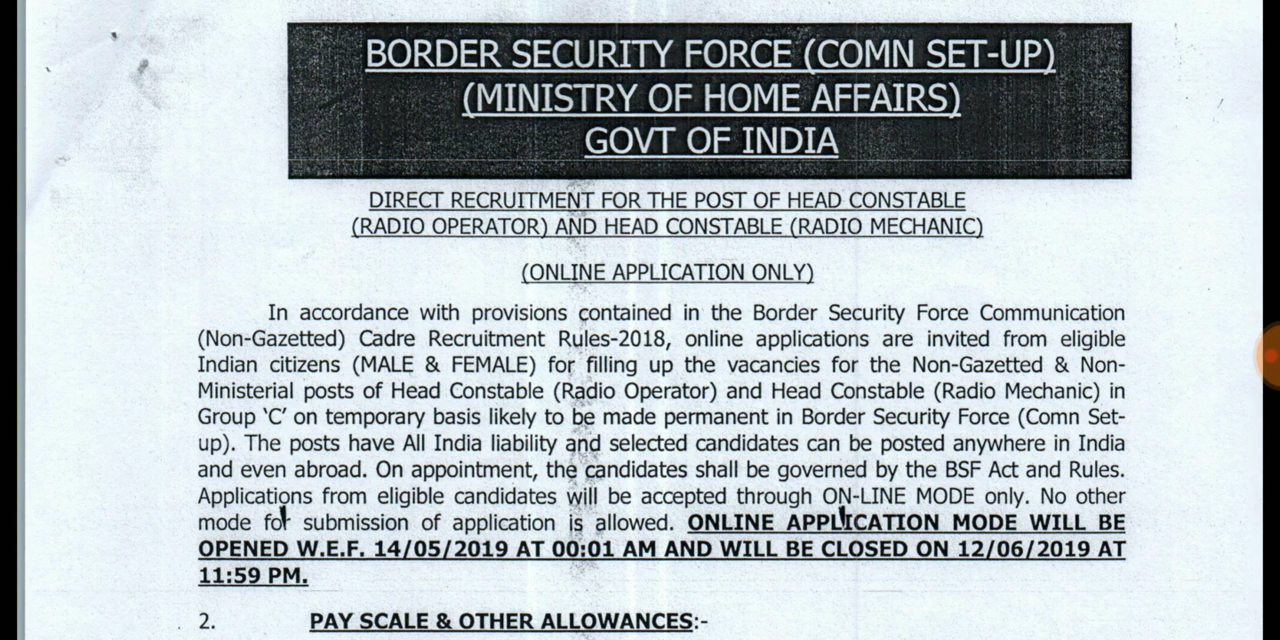 BORDER SECURITY FORCE (COMN SET-UP)
(MINISTRY OF HOME AFFAIRS)
GOVT OF INDIA
DIRECT RECRUITMENT FOR THE POST OF HEAD CONSTABLE
(RADIO OPERATOR) AND HEAD CONSTABLE (RADIO MECHANIC)
(ONLINE APPLICATION ONLY)
In accordance with provisions contained in the Border Security Force Communication
(Non-Gazetted) Cadre Recruitment Rules-2018, online applications are invited from eligible
Indian citizens (MALE & FEMALE) for filling up the vacancies for the Non-Gazetted & Non-
Ministerial posts of Head Constable (Radio Operator) and Head Constable (Radio Mechanic) in
Group ‘C’ on temporary basis likely to be made permanent in Border Security Force (Comn Set-
up). The posts have All India liability and selected candidates can be posted anywhere in India
and even abroad. On appointment, the candidates shall be governed by the BSF Act and Rules.
Applications from eligible candidates will be accepted through ON-LINE MODE only. No other
mode for submission of application is allowed. ONLINE APPLICATION MODE WILL BE
OPENED W.E.F. 14/05/2019 AT 00:01 AM AND WILL BE CLOSED ON 12/06/2019 AT
11:59 PM.
2. PAY SCALE & OTHER ALLOWANCES:-